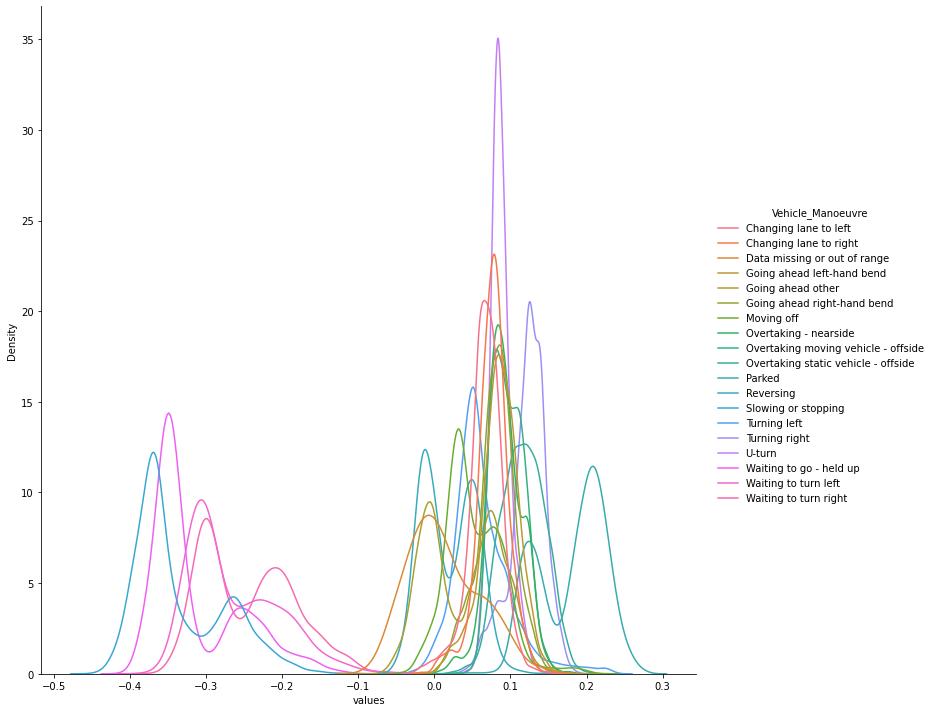 35
30
25
20
15
10
5
0
Density
−0.5 −0.4 −0.3 −0.2 −0.1 0.0 0.1 0.2 0.3
values
Vehicle_Manoeuvre
Changing lane to left
Changing lane to right
Data missing or out of range
Going ahead left-hand bend
Going ahead other
Going ahead right-hand bend
Moving off
Overtaking - nearside
Overtaking moving vehicle - offside
Overtaking static vehicle - offside
Parked
Reversing
Slowing or stopping
Turning left
Turning right
U-turn
Waiting to go - held up
Waiting to turn left
Waiting to turn right